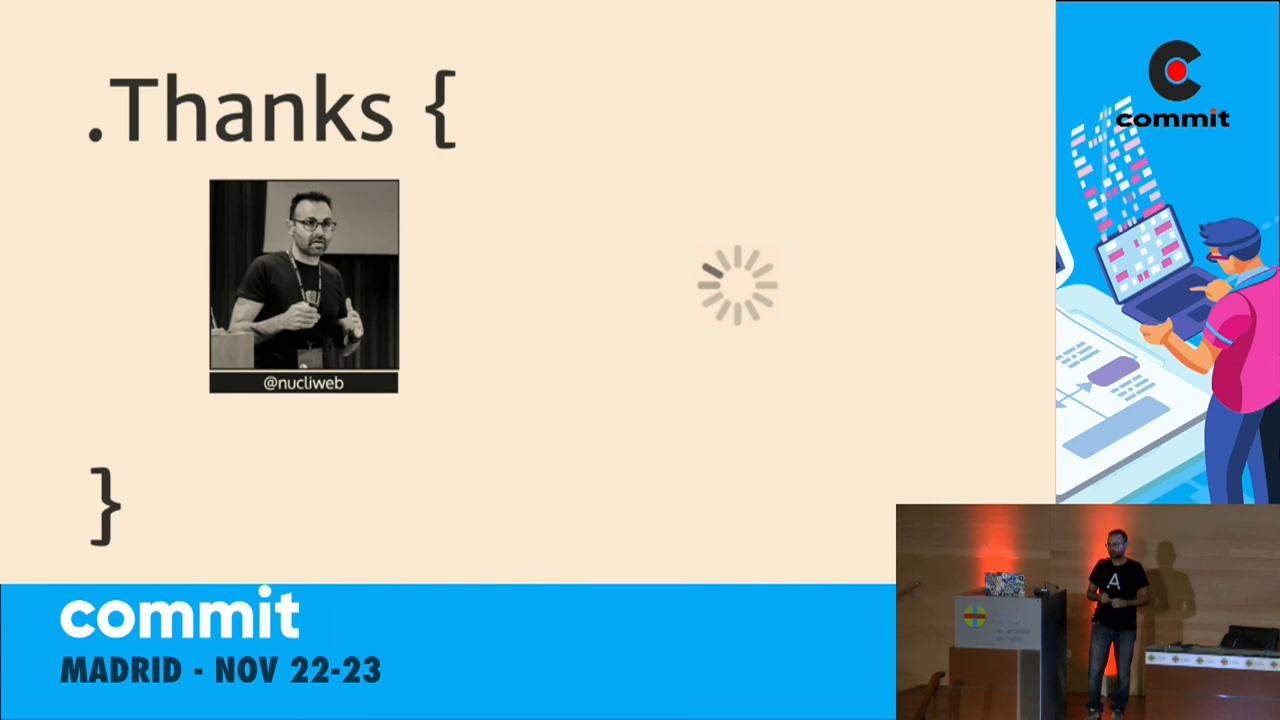 .Thanks {
@nucliweb
}
commit
commit
MADRID - NOV 22-23
A